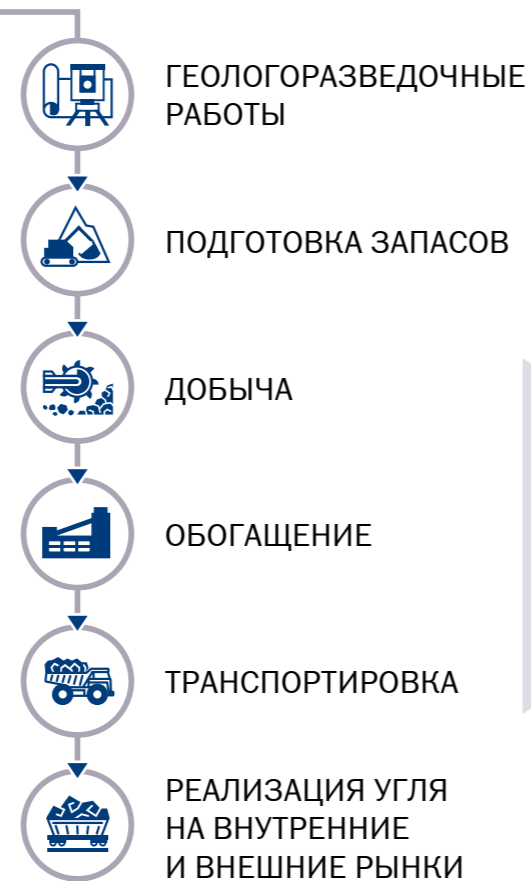 ГЕОЛОГОРАЗВЕДОЧНЫЕ
РАБОТЫ
ПОДГОТОВКА ЗАПАСОВ
ДОБЫЧА
ОБОГАЩЕНИЕ
ТРАНСПОРТИРОВКА
РЕАЛИЗАЦИЯ УГЛЯ
НА ВНУТРЕННИЕ
И ВНЕШНИЕ РЫНКИ